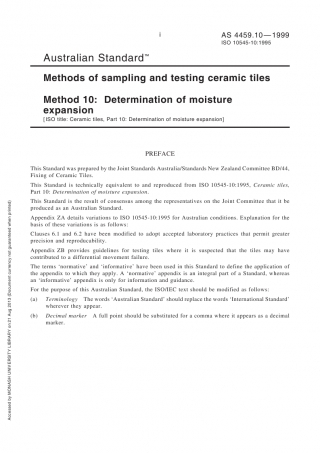 i
AS 4459.10—1999
ISO 10545-10:1995
Australian Standard™
Methods of sampling and testing ceramic tiles
Method 10: Determination of moisture
expansion
[ISO title: Ceramic tiles, Part 10: Determination of moisture expansion]
PREFACE
This Standard was prepared by the Joint Standards Australia/Standards New Zealand Committee BD/44,
Fixing of Ceramic Tiles.
This Standard is technically equivalent to and reproduced from ISO 10545-10:1995, Ceramic tiles,
Part 10: Determination of moisture expansion.
This Standard is the result of consensus among the representatives on the Joint Committee that it be
produced as an Australian Standard.
Appendix ZA details variations to ISO 10545:1995 for Australian conditions. Explanation for the
basis of these variations is as follows:
Clauses 6.1 and 6.2 have been modified to adopt accepted laboratory practices that permit greater
precision and reproducability.
Appendix ZB provides guidelines for testing tiles where it is suspected that the tiles may have
contributed to a differential movement failure.
The terms ‘normative’ and ‘informative’ have been used in this Standard to define the application of
the appendix to which they apply. A ‘normative’ appendix is an integral part of a Standard, whereas
an ‘informative’ appendix is only for information and guidance.
For the purpose of this Australian Standard, the ISO/IEC text should be modified as follows:
(a) Terminology The words ‘Australian Standard’ should replace the words ‘International Standard’
wherever they appear.
(b) Decimal marker A full point should be substituted for a comma where it appears as a decimal
marker.
Accessed by MONASH UNIVERSITY LIBRARY on 21 Aug 2013 (Document currency not guaranteed when printed)